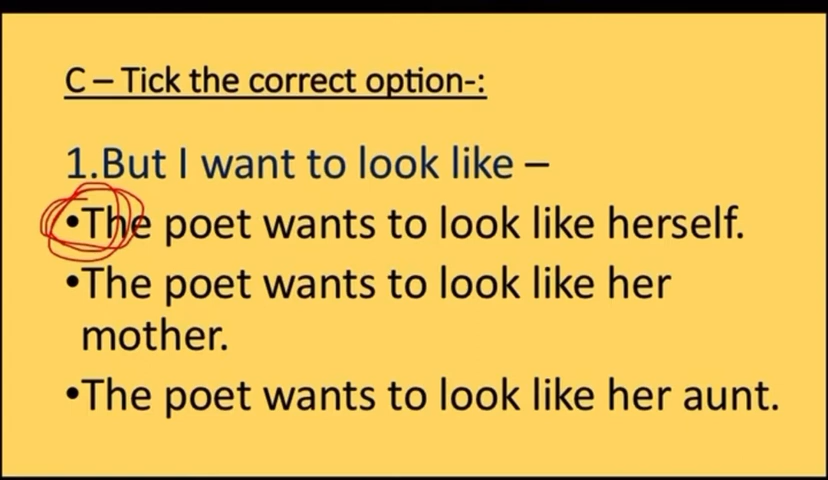 C – Tick the correct option-:
1.But I want to look like –
•The poet wants to look like herself.
•The poet wants to look like her
mother.
•The poet wants to look like her aunt.